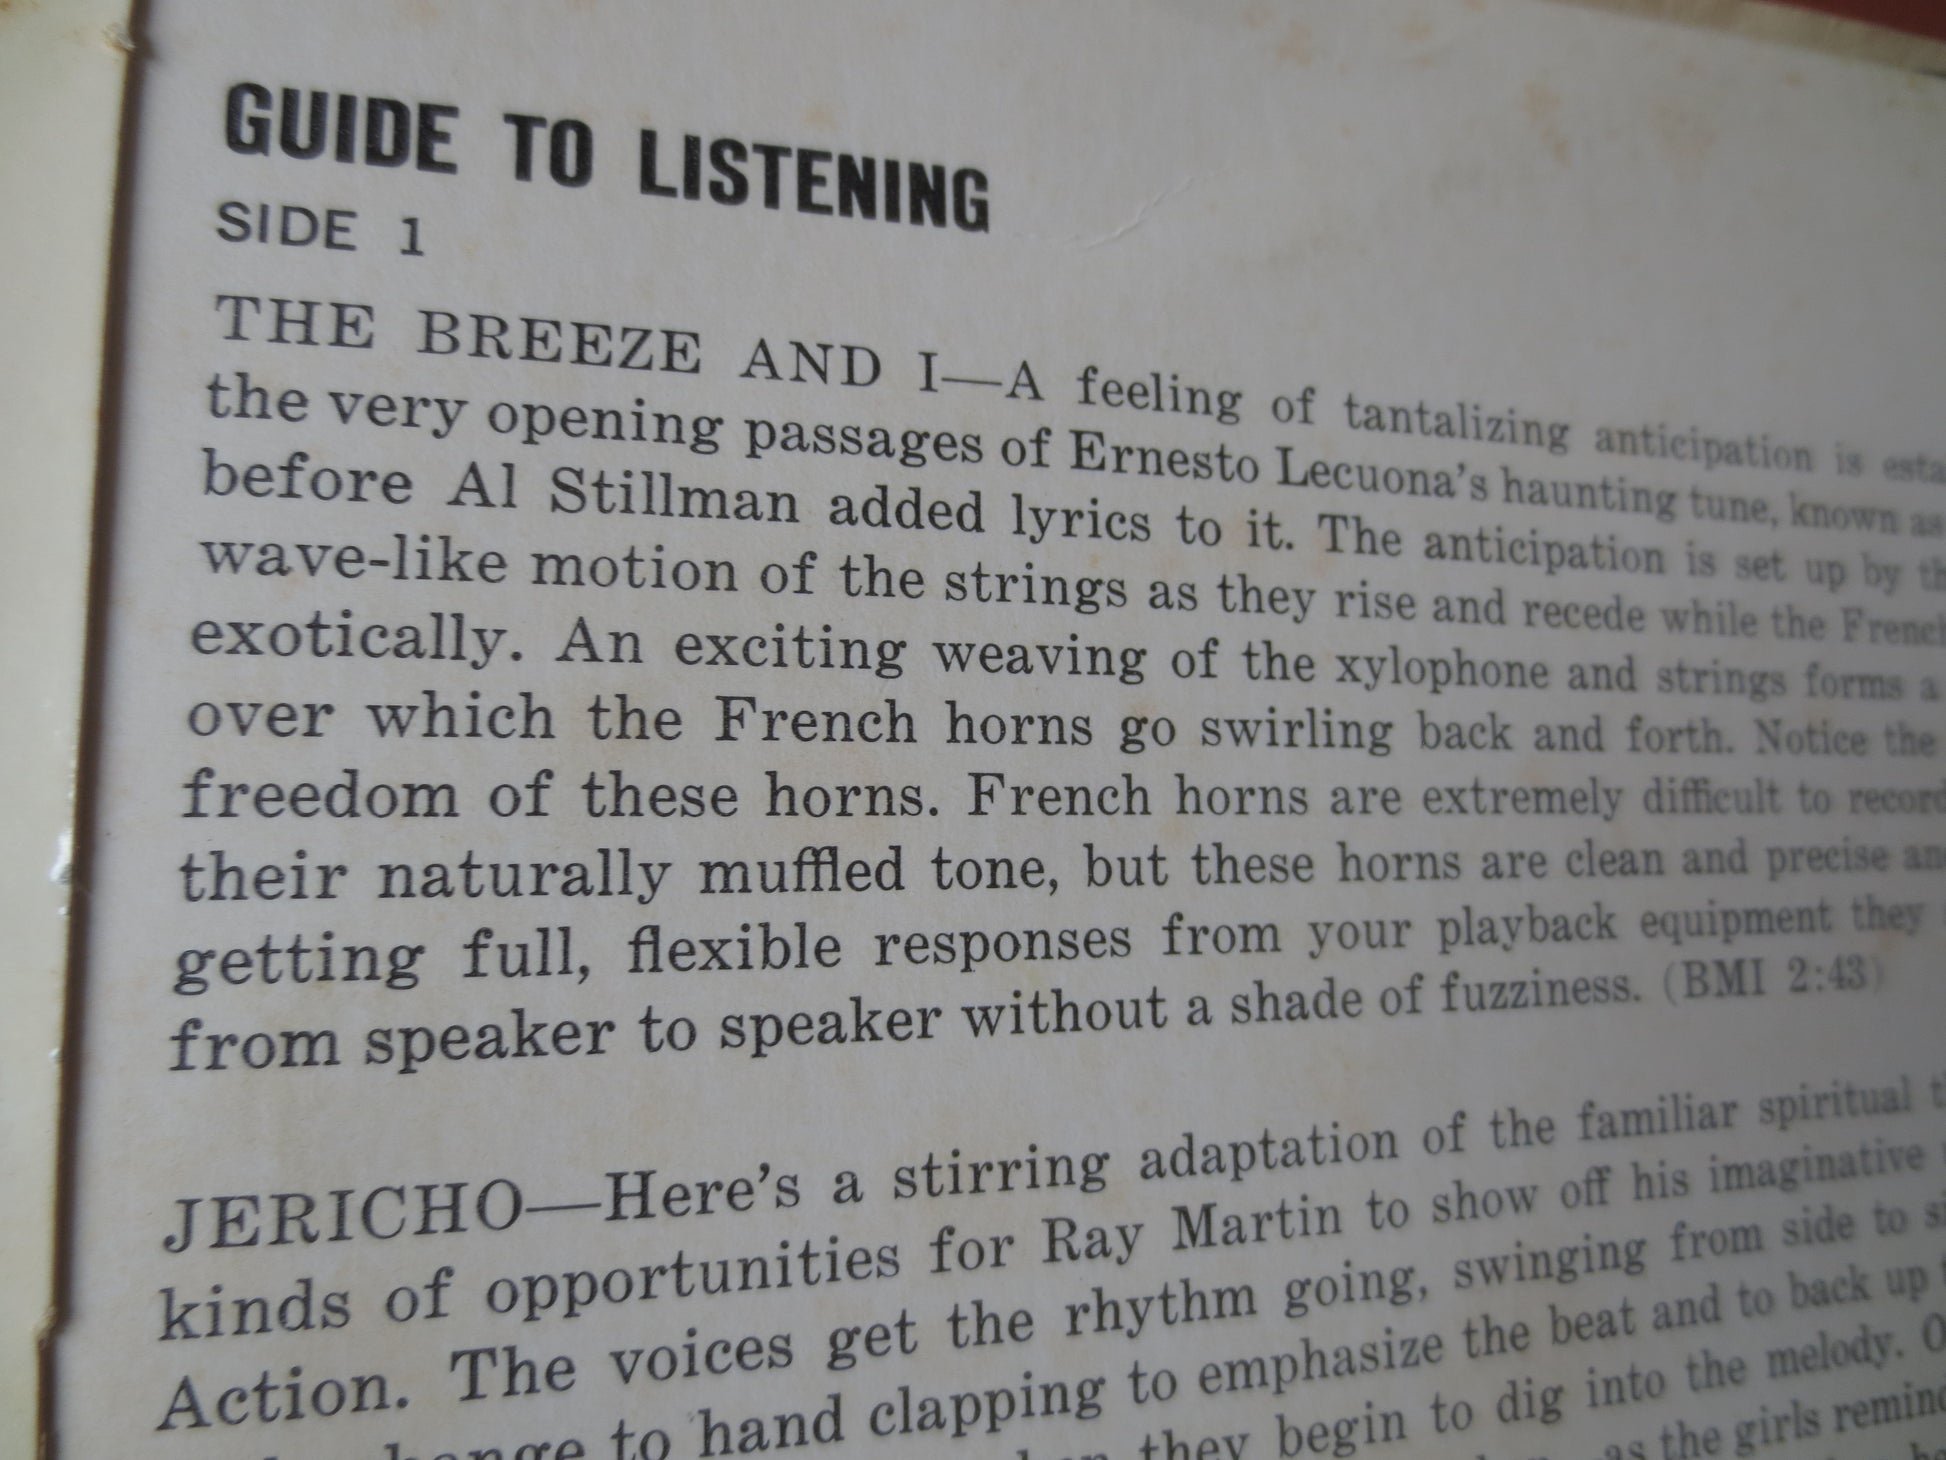 GUIDE TO LISTENING
SIDE 1
THE BREEZE AND I—A feeling of tantalizing anticipation is esta
the very opening passages of Ernesto Lecuona's haunting tune, known as
before Al Stillman added lyrics to it. The anticipation is set up by th
wave-like motion of the strings as they rise and recede while the French
exotically. An exciting weaving of the xylophone and strings forms a
over which the French horns go swirling back and forth. Notice the
freedom of these horns. French horns are extremely difficult to record
their naturally muffled tone, but these horns are clean and precise and
getting full, flexible responses from your playback equipment they
from speaker to speaker without a shade of fuzziness. (BMI 2:43)
JERICHO—Here's a stirring adaptation of the familiar spiritual th
kinds of opportunities for Ray Martin to show off his imaginative
Action. The voices get the rhythm going, swinging from side to si
to hand clapping to emphasize the beat and to back up
they begin to dig into the melody. O
as the girls remind